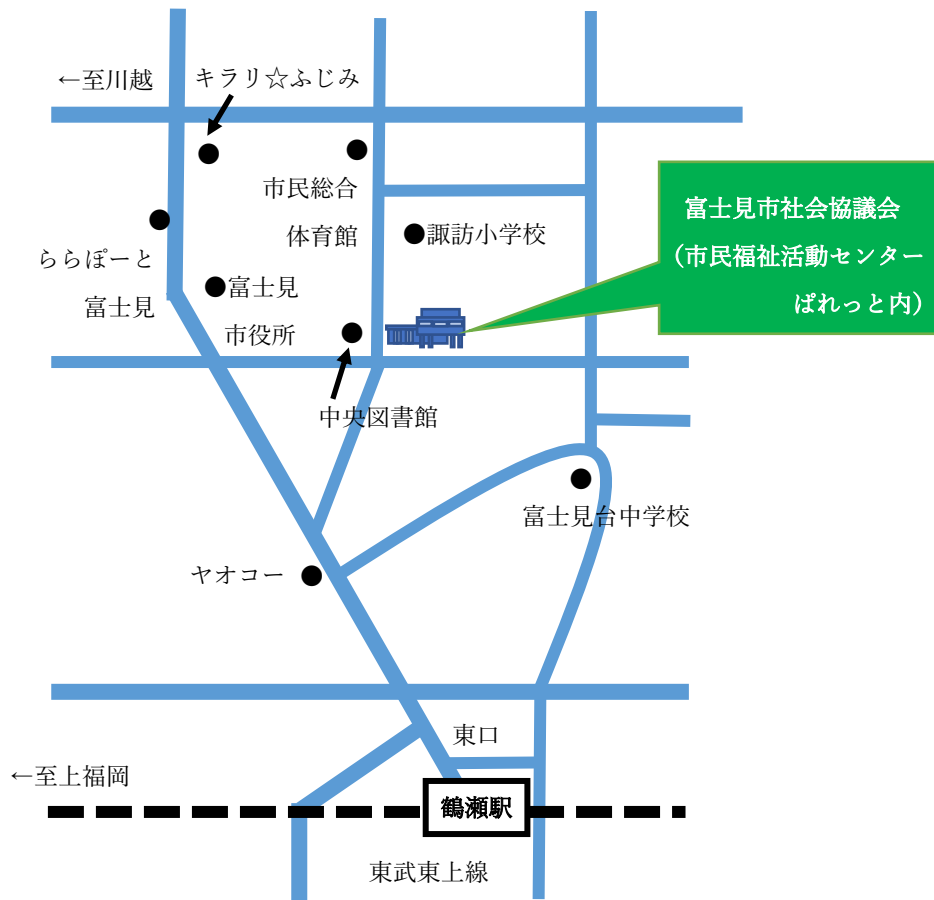 ←至川越
キラリ☆ふじみ
市民総合
体育館
諏訪小学校
富士見市社会協議会
（市民福祉活動センター
ぱれっと内）
ららぽーと
富士見
富士見
市役所
中央図書館
富士見台中学校
ヤオコー
東口
←至上福岡
鶴瀬駅
東武東上線